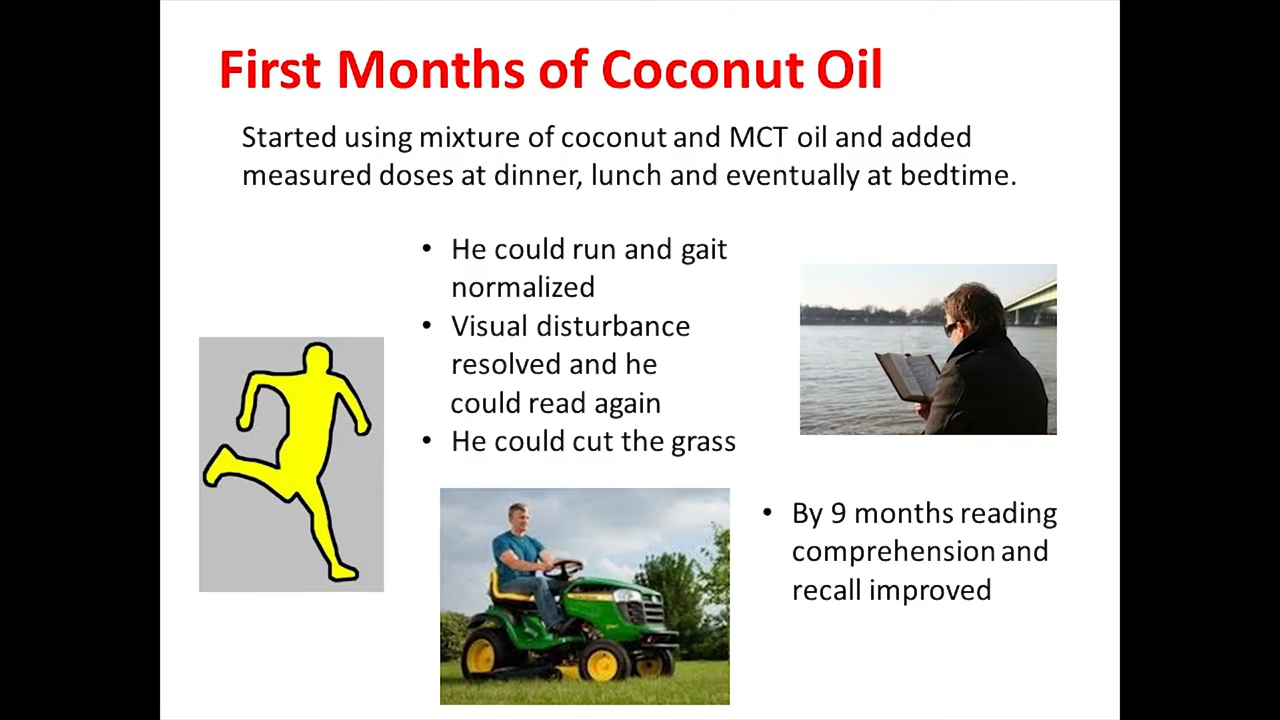 First Months of Coconut Oil
Started using mixture of coconut and MCT oil and added
measured doses at dinner, lunch and eventually at bedtime.
• He could run and gait
normalized
• Visual disturbance
resolved and he
could read again
• He could cut the grass
• By 9 months reading
comprehension and
recall improved